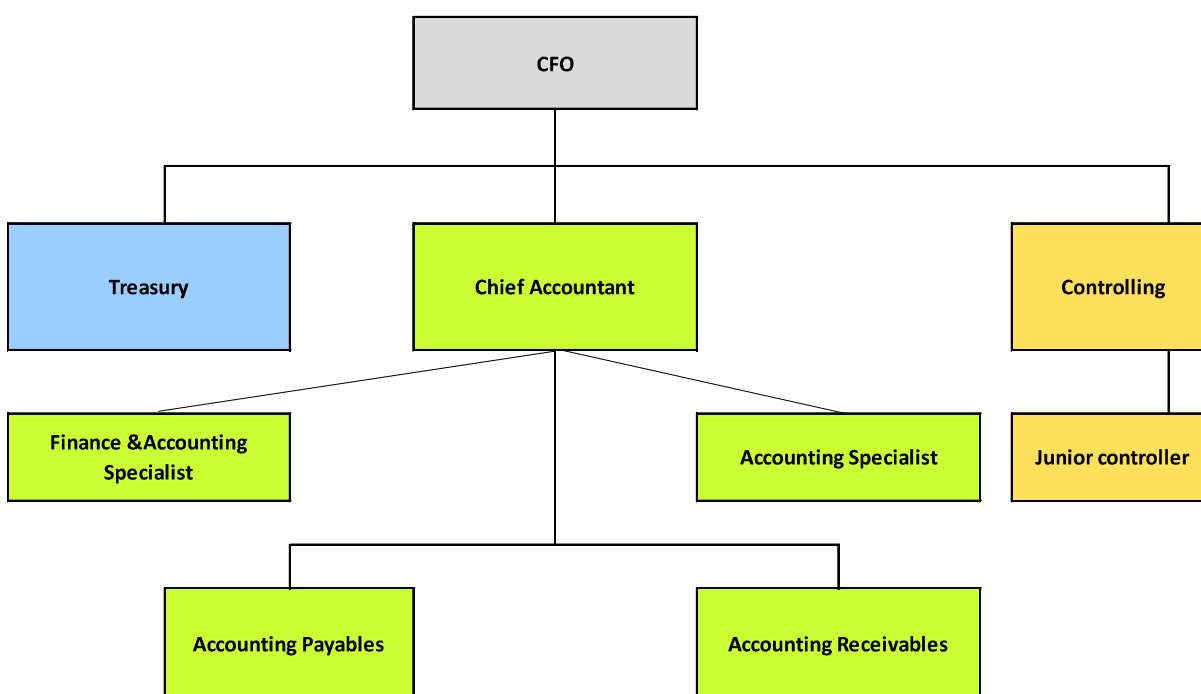 CFO
Treasury
Chief Accountant
Controlling
Finance &Accounting
Specialist
Accounting Specialist
Junior controller
Accounting Payables
Accounting Receivables